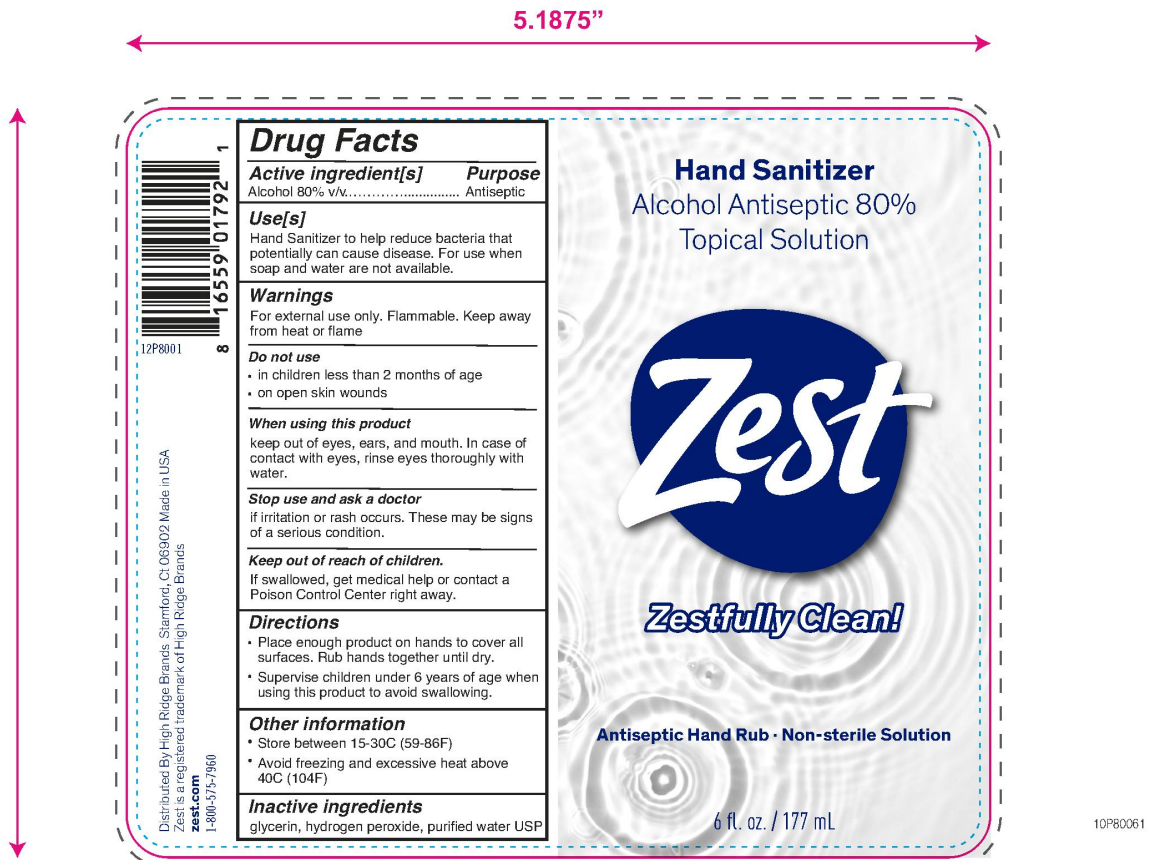 5.1875”
8 16559 01792 1
12P8001
Distributed By High Ridge Brands Stamford, Ct 06902 Made in USA
Zest is a registered trademark of High Ridge Brands
zest.com
1-800-575-7960
Drug Facts
Active ingredient[s] Purpose
Alcohol 80% v/v.............................. Antiseptic
Use[s]
Hand Sanitizer to help reduce bacteria that
potentially can cause disease. For use when
soap and water are not available.
Warnings
For external use only. Flammable. Keep away
from heat or flame
Do not use
▪ in children less than 2 months of age
▪ on open skin wounds
When using this product
keep out of eyes, ears, and mouth. In case of
contact with eyes, rinse eyes thoroughly with
water.
Stop use and ask a doctor
if irritation or rash occurs. These may be signs
of a serious condition.
Keep out of reach of children.
If swallowed, get medical help or contact a
Poison Control Center right away.
Directions
▪ Place enough product on hands to cover all
surfaces. Rub hands together until dry.
• Supervise children under 6 years of age when
using this product to avoid swallowing.
Other information
• Store between 15-30C (59-86F)
• Avoid freezing and excessive heat above
40C (104F)
Inactive ingredients
glycerin, hydrogen peroxide, purified water USP
Hand Sanitizer
Alcohol Antiseptic 80%
Topical Solution
Zest
Zestfully Clean!
Antiseptic Hand Rub · Non-sterile Solution
6 fl. oz. / 177 mL
10P80061